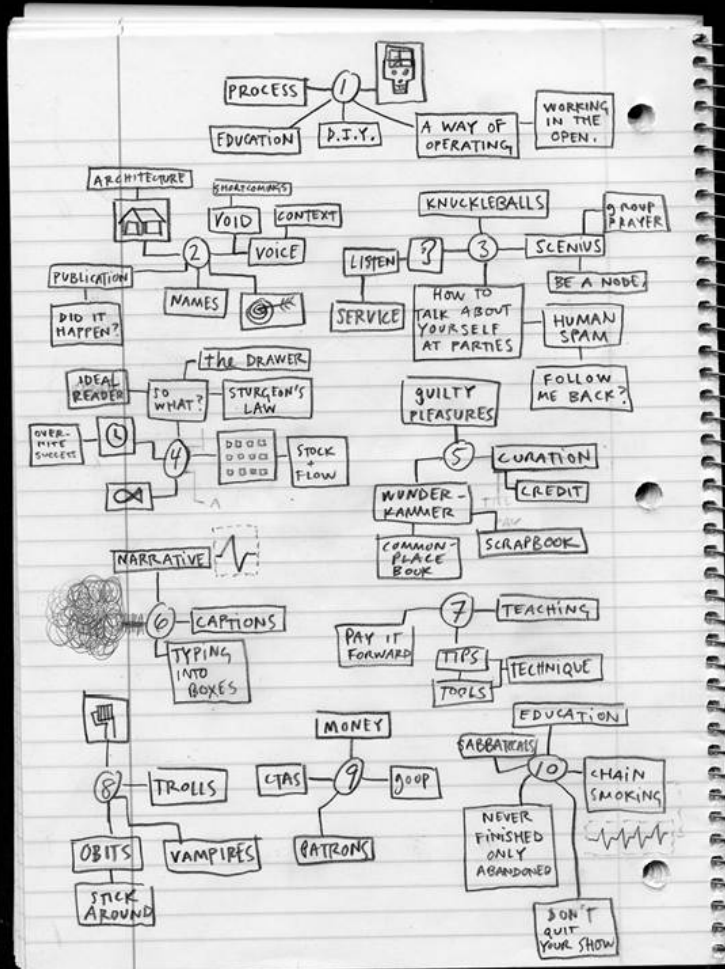 1
PROCESS
EDUCATION
D.I.Y.
A WAY OF
OPERATING
WORKING
IN THE
OPEN.
2
ARCHITECTURE
SHORTCOMINGS
VOID
CONTEXT
VOICE
PUBLICATION
DID IT
HAPPEN?
NAMES
3
KNUCKLEBALLS
GROUP
PRAYER
SCENIUS
BE A NODE.
?
LISTEN
SERVICE
HOW TO
TALK ABOUT
YOURSELF
AT PARTIES
HUMAN
SPAM
FOLLOW
ME BACK?
4
the DRAWER
IDEAL
READER
SO
WHAT?
STURGEON'S
LAW
OVER-
NITE
SUCCESS
STOCK
+
FLOW
5
GUILTY
PLEASURES
CURATION
CREDIT
WUNDER-
KAMMER
COMMON-
PLACE
BOOK
SCRAPBOOK
6
NARRATIVE
CAPTIONS
TYPING
INTO
BOXES
7
TEACHING
PAY IT
FORWARD
TIPS
TOOLS
TECHNIQUE
8
TROLLS
OBITS
VAMPIRES
STICK
AROUND
9
MONEY
CTAS
GOOP
PATRONS
10
EDUCATION
SABBATICALS
CHAIN
SMOKING
NEVER
FINISHED
ONLY
ABANDONED
DON'T
QUIT
YOUR SHOW